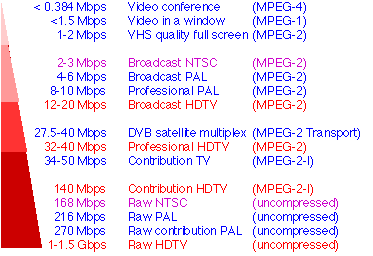 < 0.384 Mbps Video conference (MPEG-4)
<1.5 Mbps Video in a window (MPEG-1)
1-2 Mbps VHS quality full screen (MPEG-2)
2-3 Mbps Broadcast NTSC (MPEG-2)
4-6 Mbps Broadcast PAL (MPEG-2)
8-10 Mbps Professional PAL (MPEG-2)
12-20 Mbps Broadcast HDTV (MPEG-2)
27.5-40 Mbps DVB satellite multiplex (MPEG-2 Transport)
32-40 Mbps Professional HDTV (MPEG-2)
34-50 Mbps Contribution TV (MPEG-2-I)
140 Mbps Contribution HDTV (MPEG-2-I)
168 Mbps Raw NTSC (uncompressed)
216 Mbps Raw PAL (uncompressed)
270 Mbps Raw contribution PAL (uncompressed)
1-1.5 Gbps Raw HDTV (uncompressed)